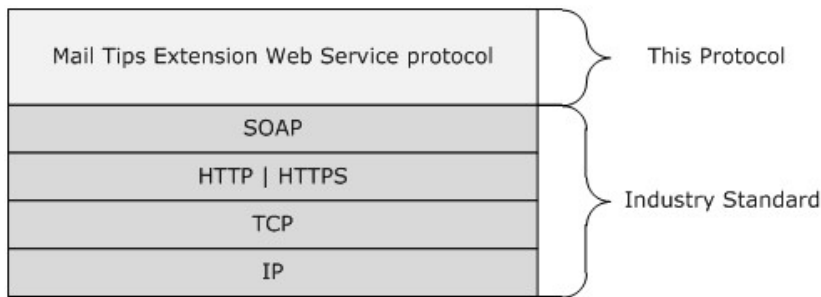 Mail Tips Extension Web Service protocol
This Protocol
SOAP
HTTP | HTTPS
Industry Standard
TCP
IP